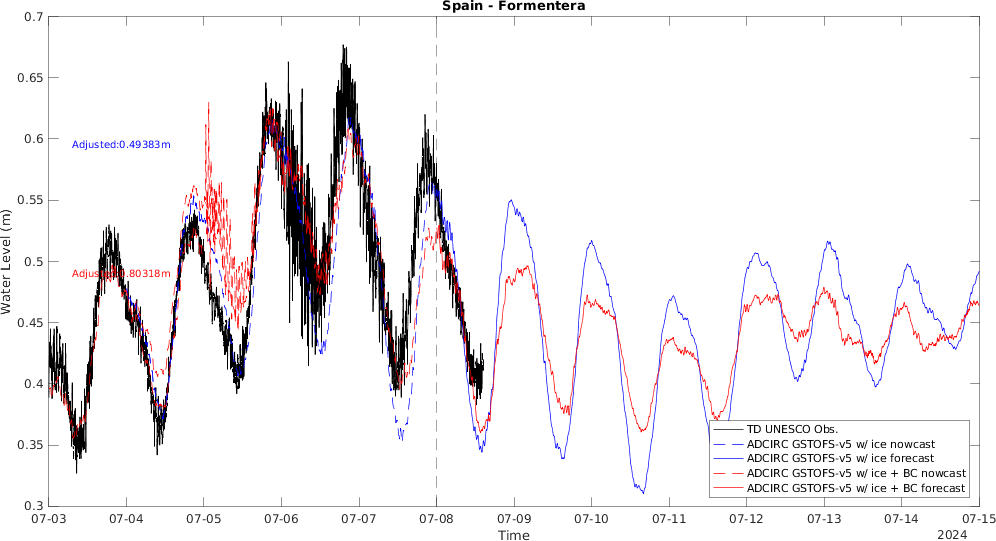 Spain - Formentera
0.7
0.65
0.6
0.55
0.5
0.45
0.4
0.35
0.3
Water Level (m)
Adjusted:0.49383m
TD UNESCO Obs.
ADCIRC GSTOFS-v5 w/ ice nowcast
ADCIRC GSTOFS-v5 w/ ice forecast
ADCIRC GSTOFS-v5 w/ ice + BC nowcast
ADCIRC GSTOFS-v5 w/ ice + BC forecast
07-03 07-04 07-05 07-06 07-07 07-08 07-09 07-10 07-11 07-12 07-13 07-14 07-15
Time
2024